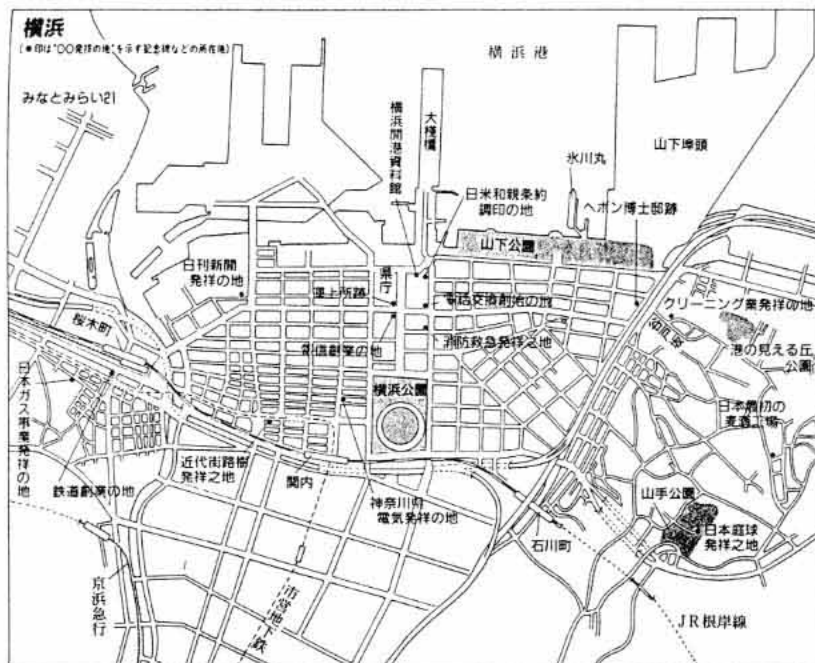 横浜
(●印は"○○発祥の地"を示す記念碑などの所在地)
みなとみらい21
横浜港
横浜開港資料館
大桟橋
氷川丸
山下埠頭
日米和親条約
調印の地
ヘボン博士邸跡
山下公園
日刊新聞
発祥の地
県庁
運上所跡
電話交換創始の地
クリーニング業発祥の地
桜木町
電信創業の地
消防救急発祥之地
港の見える丘
公園
横浜公園
日本ガス事業発祥の地
日本最初の
麦酒工場
近代街路樹
発祥之地
関内
鉄道創業の地
神奈川県
電気発祥の地
山手公園
石川町
日本庭球
発祥之地
京浜急行
市営地下鉄
JR根岸線